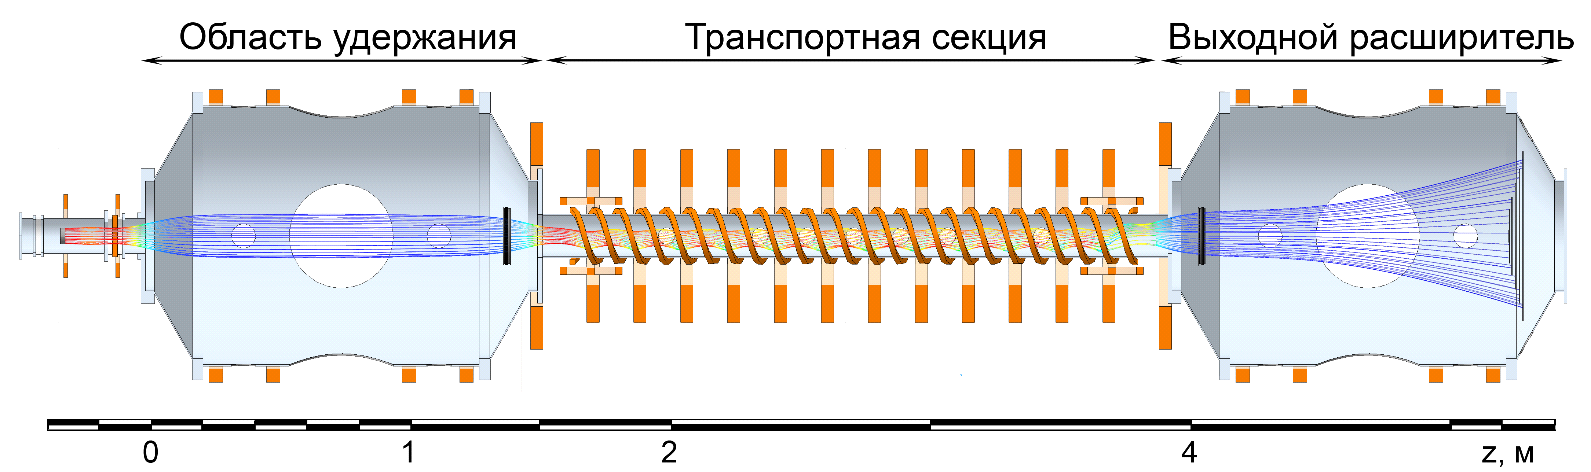 Область удержания
Транспортная секция
Выходной расширитель
0
1
2
4
z, м